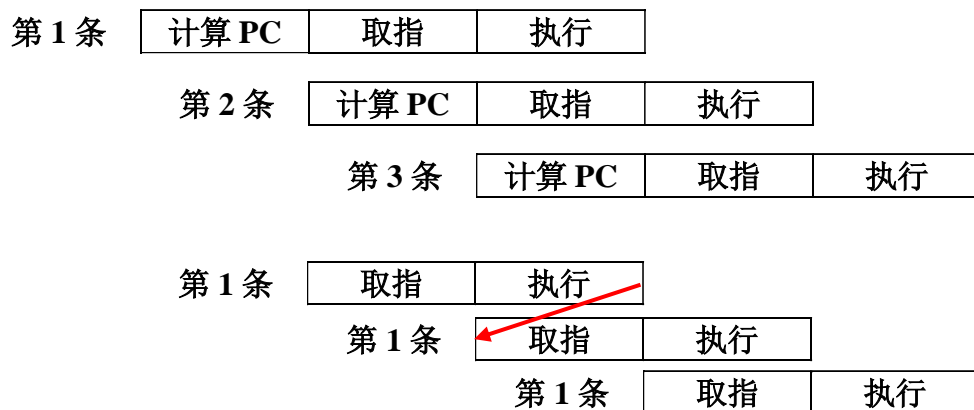 第 1 条 计算 PC 取指 执行
第 2 条 计算 PC 取指 执行
第 3 条 计算 PC 取指 执行
第 1 条 取指 执行
第 1 条 取指 执行
第 1 条 取指 执行